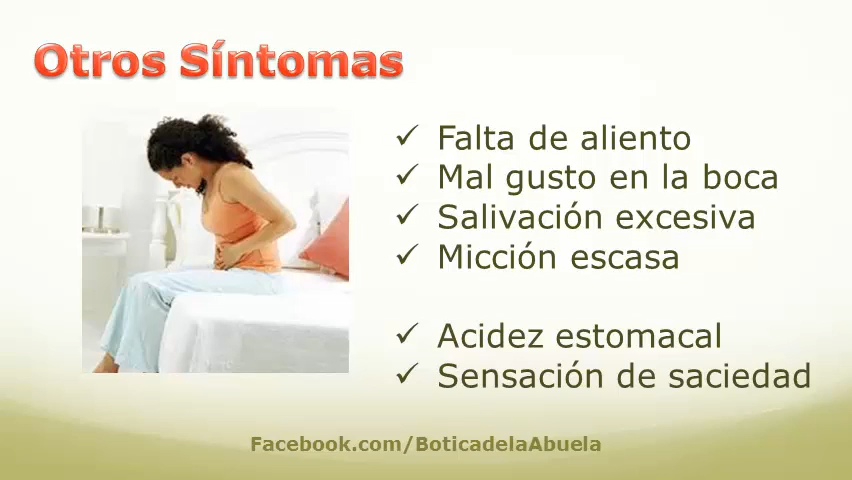 Otros Síntomas
✓ Falta de aliento
✓ Mal gusto en la boca
✓ Salivación excesiva
✓ Micción escasa
✓ Acidez estomacal
✓ Sensación de saciedad
Facebook.com/BoticadelaAbuela